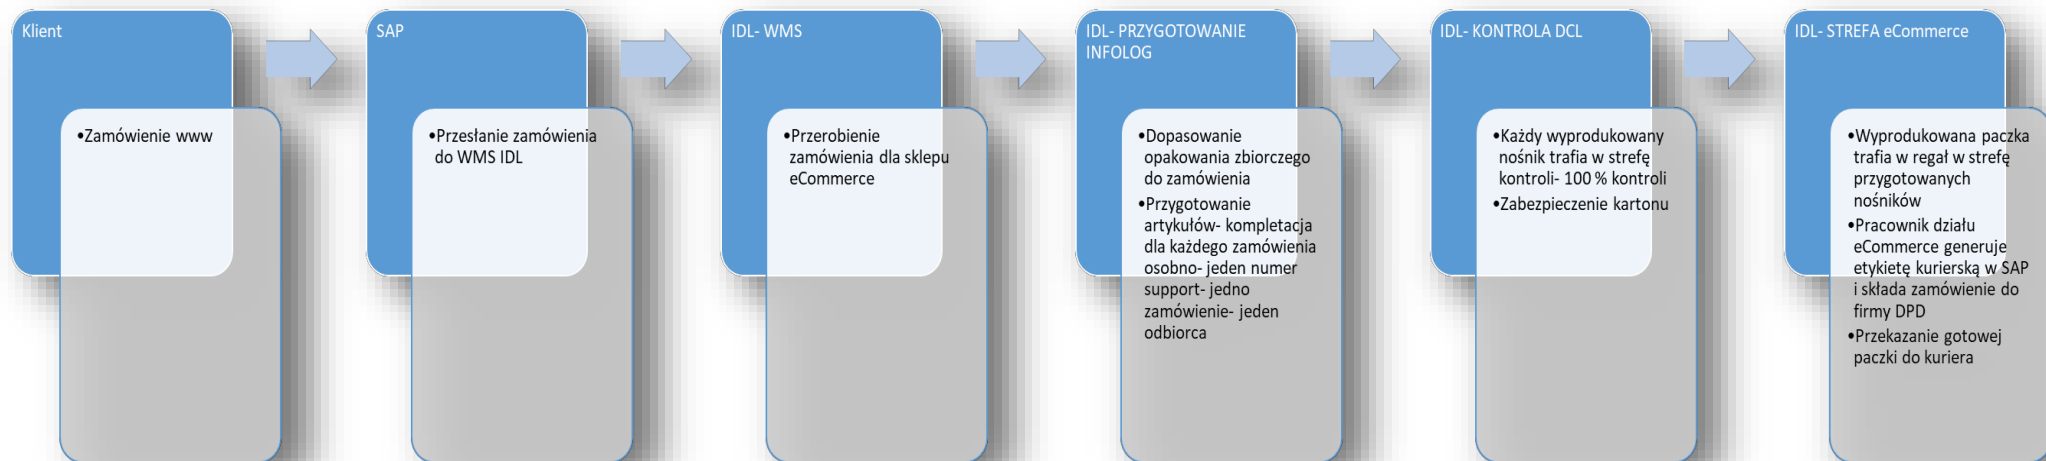 Klient
•Zamówienie www
SAP
•Przesłanie zamówienia
do WMS IDL
IDL- WMS
•Przerobienie
zamówienia dla sklepu
eCommerce
IDL- PRZYGOTOWANIE
INFOLOG
•Dopasowanie
opakowania zbiorczego
do zamówienia
•Przygotowanie
artykułów- kompletacja
dla każdego zamówienia
osobno- jeden numer
support- jedno
zamówienie- jeden
odbiorca
IDL- KONTROLA DCL
•Każdy wyprodukowany
nośnik trafia w strefę
kontroli- 100 % kontroli
•Zabezpieczenie kartonu
IDL- STREFA eCommerce
•Wyprodukowana paczka
trafia w regał w strefę
przygotowanych
nośników
•Pracownik działu
eCommerce generuje
etykietę kurierską w SAP
i składa zamówienie do
firmy DPD
•Przekazanie gotowej
paczki do kuriera